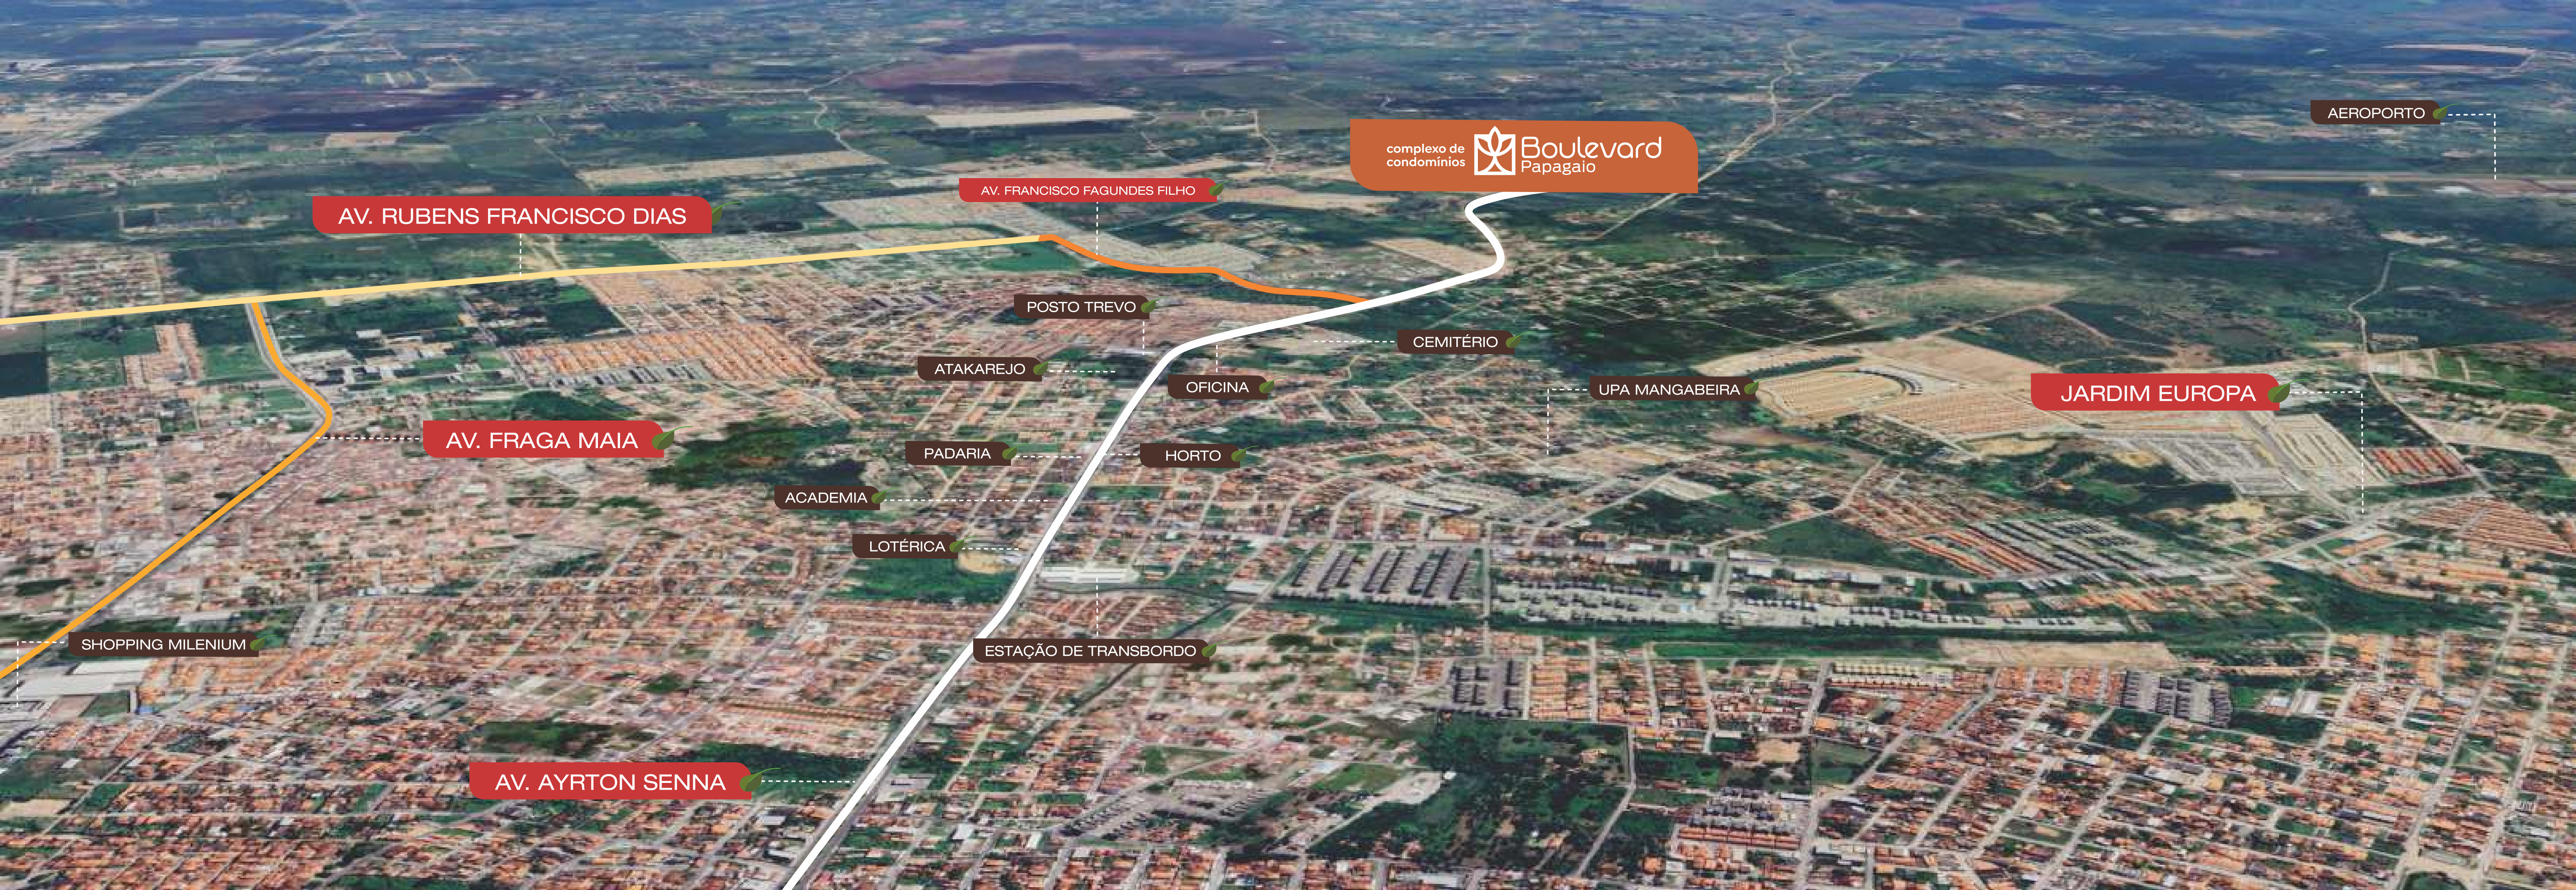 AEROPORTO
complexo de
condomínios
Boulevard
Papagaio
AV. FRANCISCO FAGUNDES FILHO
AV. RUBENS FRANCISCO DIAS
POSTO TREVO
CEMITÉRIO
ATAKAREJO
OFICINA
UPA MANGABEIRA
JARDIM EUROPA
AV. FRAGA MAIA
PADARIA
HORTO
ACADEMIA
LOTÉRICA
SHOPPING MILENIUM
ESTAÇÃO DE TRANSBORDO
AV. AYRTON SENNA